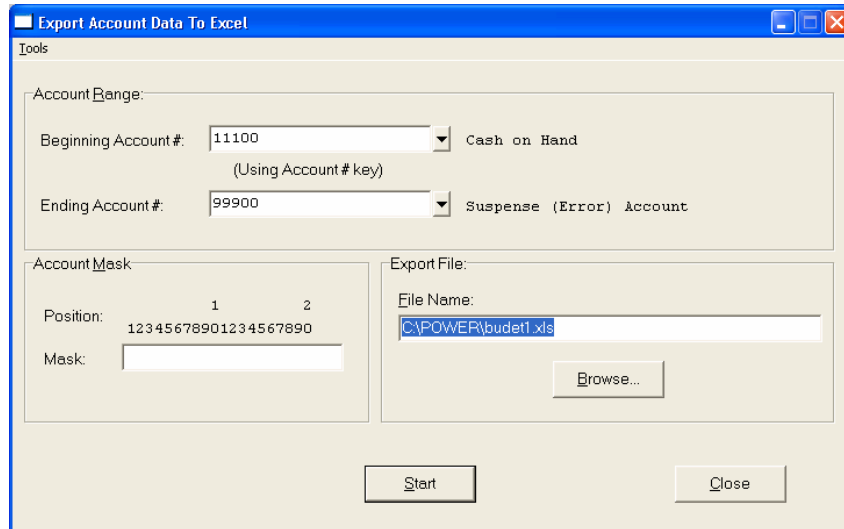 Export Account Data To Excel
Tools
Account Range:
Beginning Account #: 11100 Cash on Hand
(Using Account # key)
Ending Account #: 99900 Suspense (Error) Account
Account Mask
Position: 1 2
12345678901234567890
Mask:
Export File:
File Name:
C:\POWER\budet1.xls
Browse...
Start Close